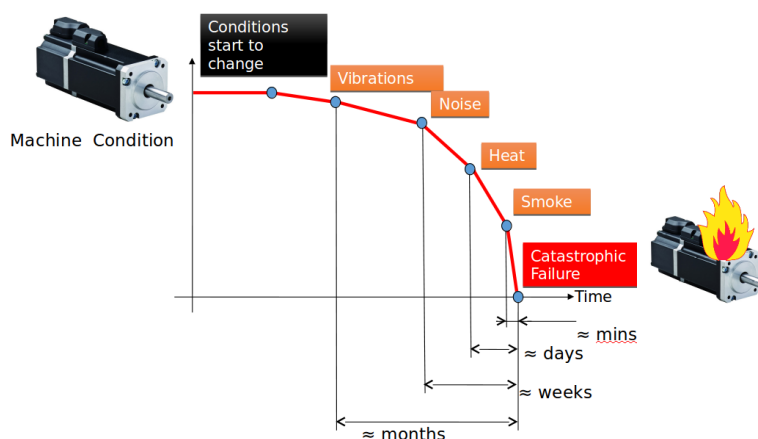 Conditions
start to
change
Vibrations
Noise
Machine Condition
Heat
Smoke
Catastrophic
Failure
Time
≈ mins
≈ days
≈ weeks
≈ months